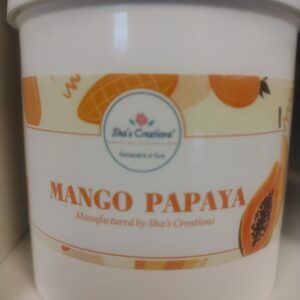 Sha's Creations
Skincare & Spa
MANGO PAPAYA
Manufactured by Sha's Creations